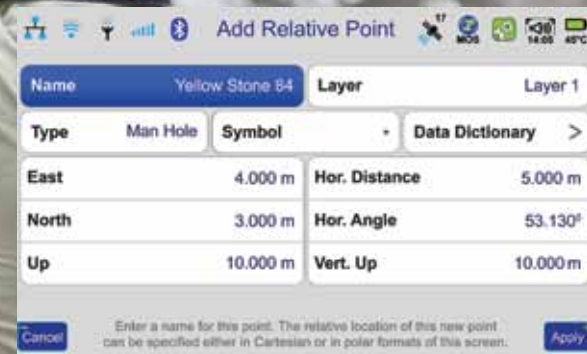 Add Relative Point
17
MOS
<30
14:05
45°C
Name Yellow Stone 84 Layer Layer 1
Type Man Hole Symbol - Data Dictionary >
East 4.000 m Hor. Distance 5.000 m
North 3.000 m Hor. Angle 53.130°
Up 10.000 m Vert. Up 10.000 m
Cancel
Enter a name for this point. The relative location of this new point
can be specified either in Cartesian or in polar formats of this screen.
Apply